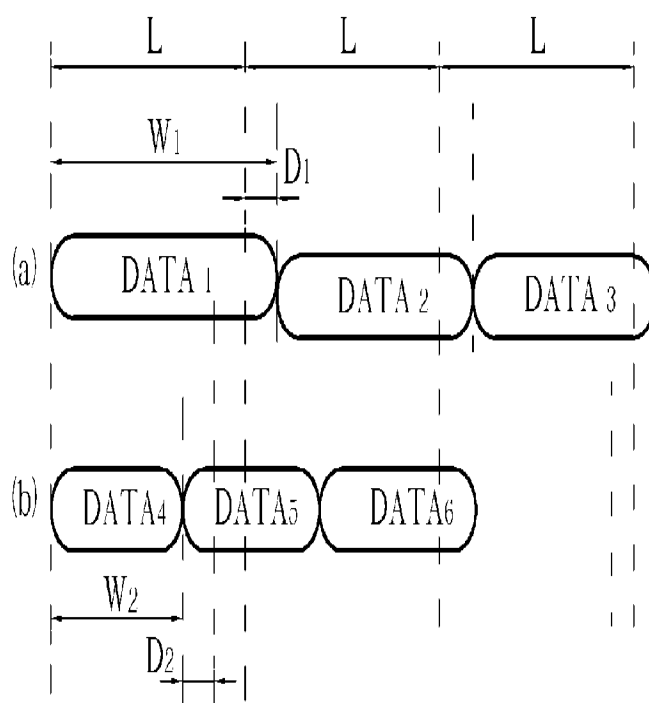 L L L
W1
D1
(a) DATA 1 DATA 2 DATA 3
(b) DATA4 DATA5 DATA6
W2
D2